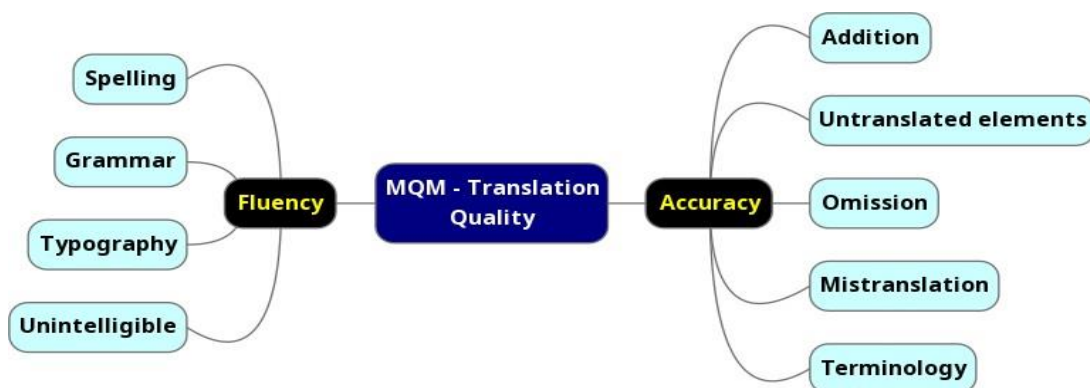 Spelling
Grammar
Typography
Unintelligible
Fluency
MQM - Translation
Quality
Accuracy
Addition
Untranslated elements
Omission
Mistranslation
Terminology